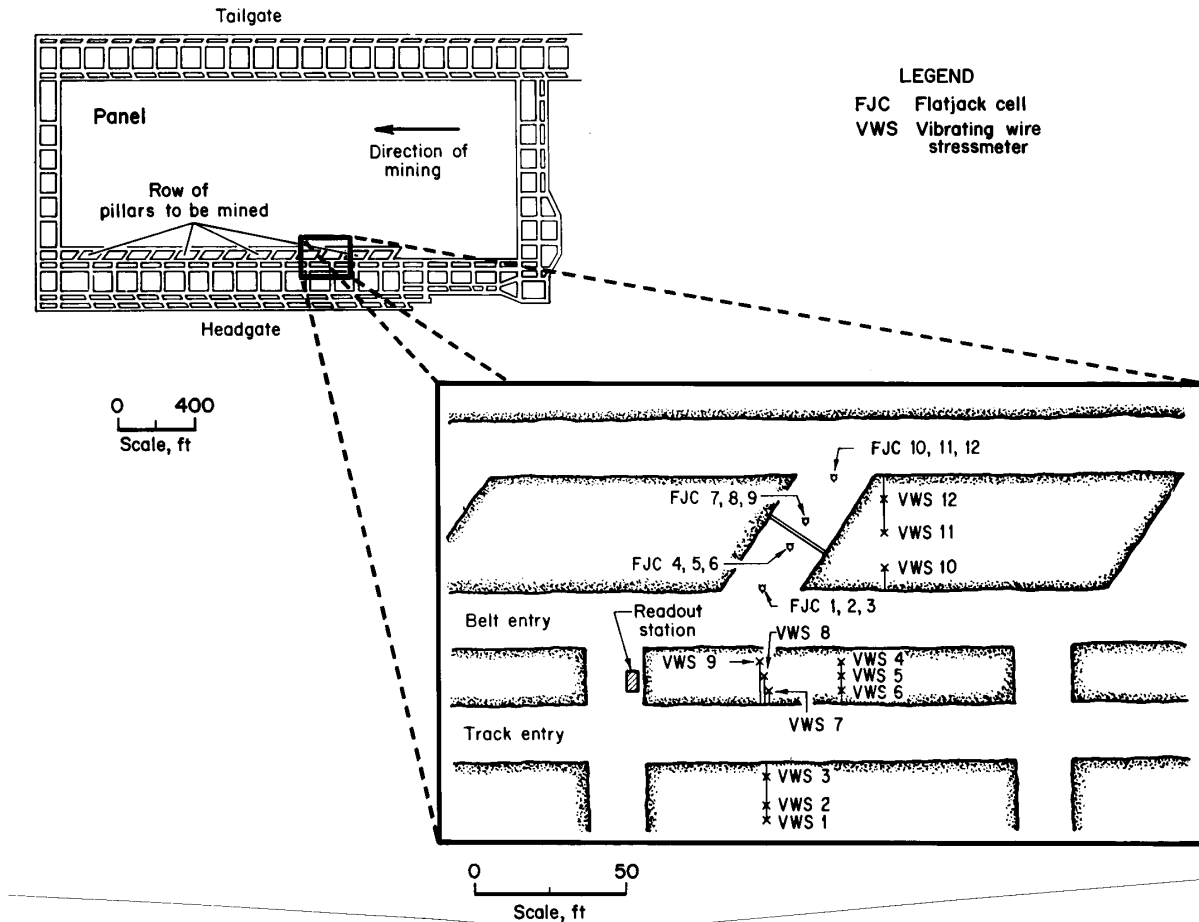 Tailgate
LEGEND
FJC Flatjack cell
VWS Vibrating wire
stressmeter
Panel
Direction of
mining
Row of
pillars to be mined
Headgate
0 400
Scale, ft
FJC 10, 11, 12
FJC 7, 8, 9
VWS 12
VWS 11
FJC 4, 5, 6
VWS 10
FJC 1, 2, 3
Belt entry
Readout
station
VWS 8
VWS 9
VWS 4
VWS 5
VWS 6
VWS 7
Track entry
VWS 3
VWS 2
VWS 1
0 50
Scale, ft